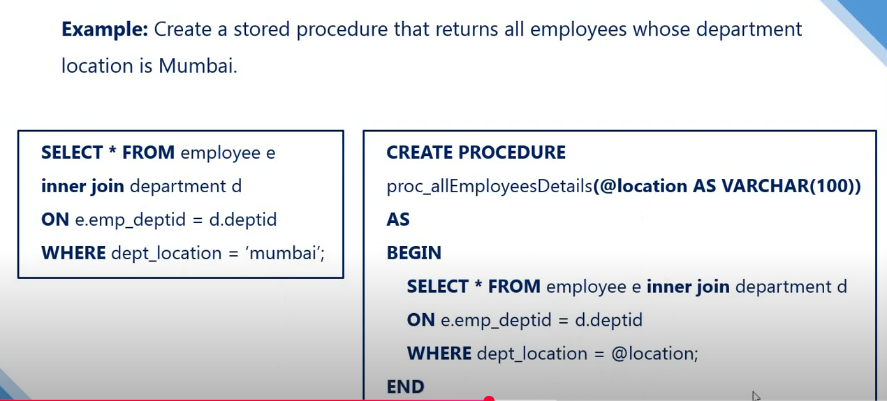 Example: Create a stored procedure that returns all employees whose department
location is Mumbai.
SELECT * FROM employee e
inner join department d
ON e.emp_deptid = d.deptid
WHERE dept_location = ‘mumbai’;
CREATE PROCEDURE
proc_allEmployeesDetails(@location AS VARCHAR(100))
AS
BEGIN
SELECT * FROM employee e inner join department d
ON e.emp_deptid = d.deptid
WHERE dept_location = @location;
END